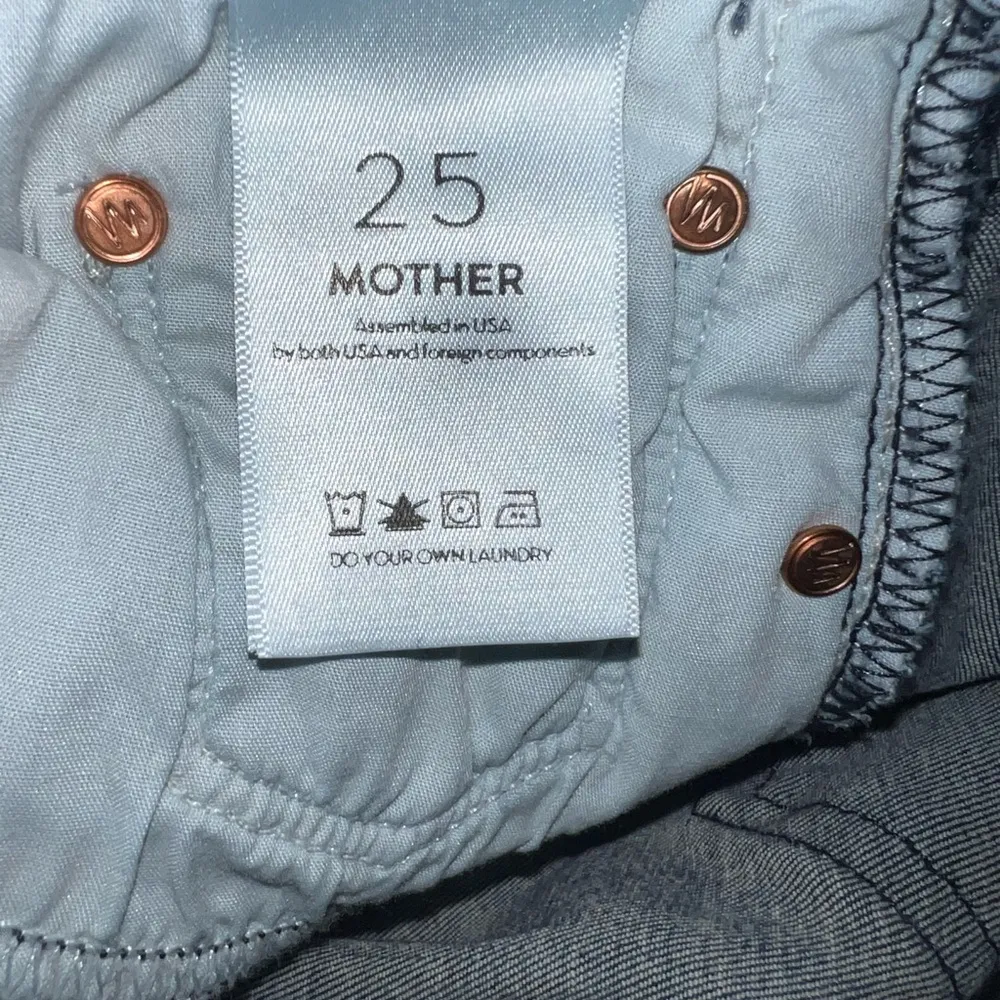 25
MOTHER
Assembled in USA
by both USA and foreign components
DO YOUR OWN LAUNDRY